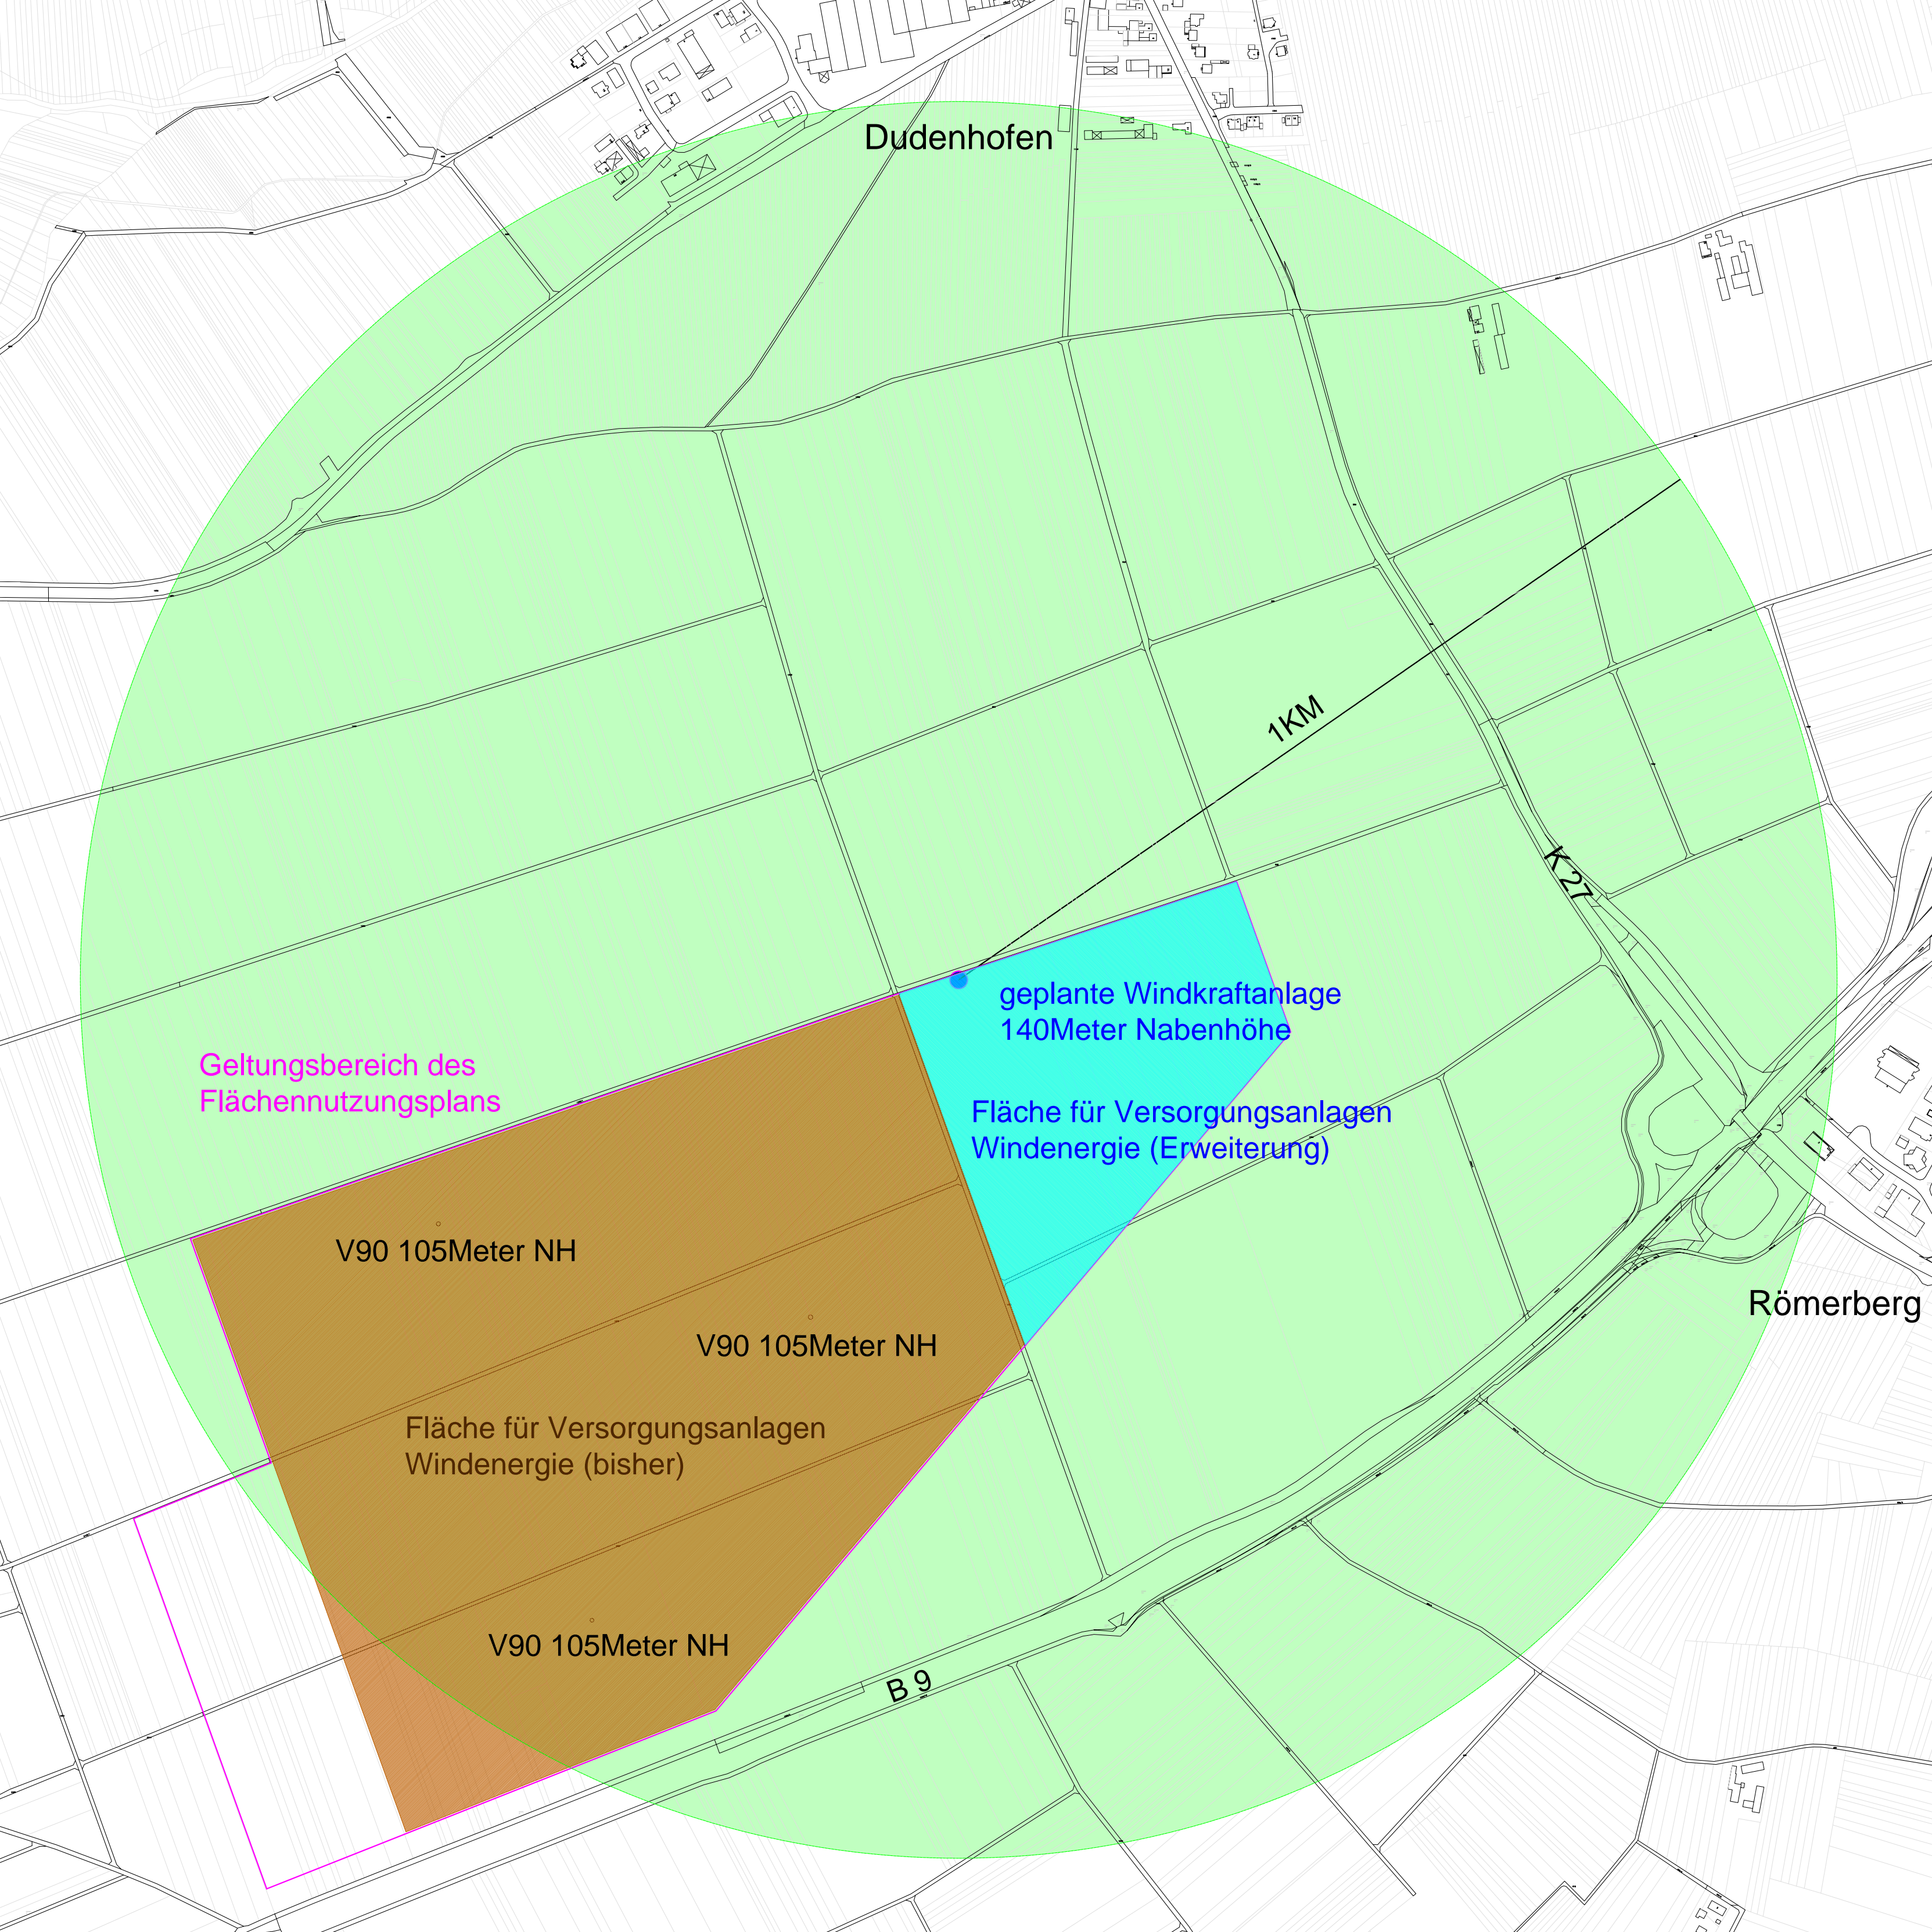 Dudenhofen
1KM
K 27
geplante Windkraftanlage
140Meter Nabenhöhe
Geltungsbereich des
Flächennutzungsplans
Fläche für Versorgungsanlagen
Windenergie (Erweiterung)
V90 105Meter NH
Römerberg
V90 105Meter NH
Fläche für Versorgungsanlagen
Windenergie (bisher)
V90 105Meter NH
B 9